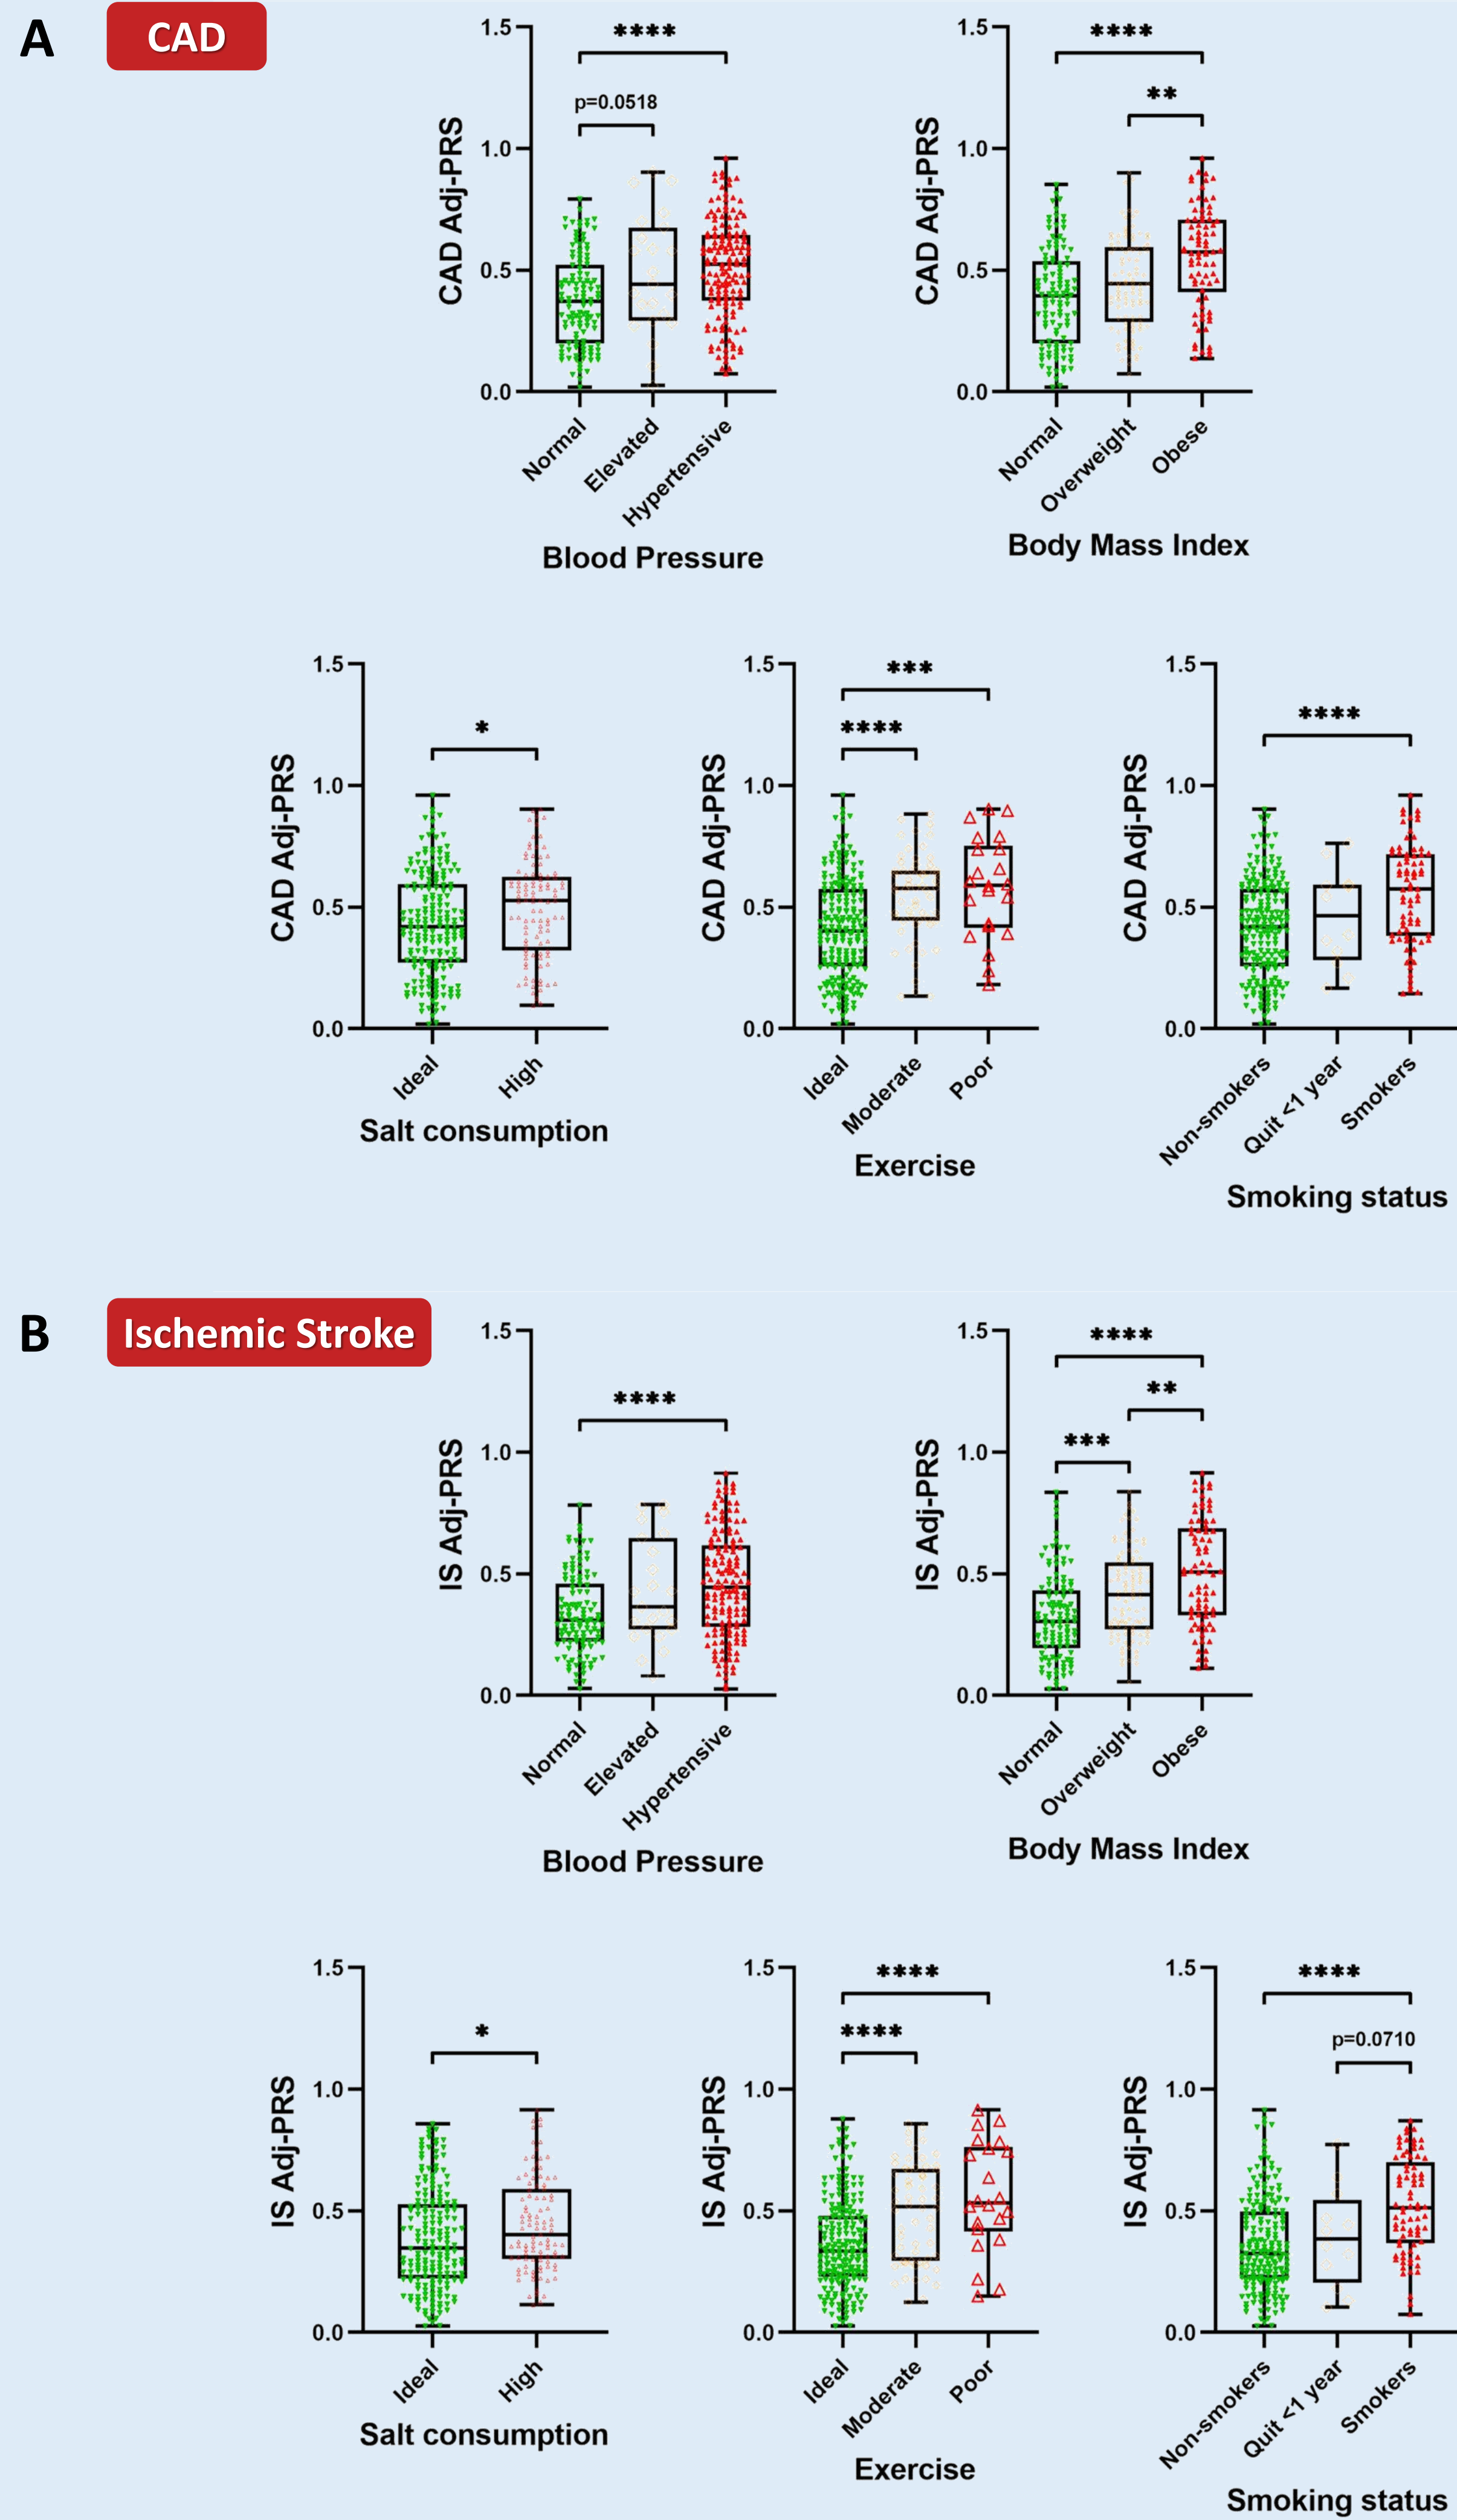 A
CAD
1.5
1.0
0.5
0.0
CAD Adj-PRS
****
p=0.0518
Normal
Elevated
Hypertensive
Blood Pressure
1.5
1.0
0.5
0.0
CAD Adj-PRS
****
**
Normal
Overweight
Obese
Body Mass Index
1.5
1.0
0.5
0.0
CAD Adj-PRS
*
Ideal
High
Salt consumption
1.5
1.0
0.5
0.0
CAD Adj-PRS
***
****
Ideal
Moderate
Poor
Exercise
1.5
1.0
0.5
0.0
CAD Adj-PRS
****
Non-smokers
Quit <1 year
Smokers
Smoking status
B
Ischemic Stroke
1.5
1.0
0.5
0.0
IS Adj-PRS
****
Normal
Elevated
Hypertensive
Blood Pressure
1.5
1.0
0.5
0.0
IS Adj-PRS
****
**
***
Normal
Overweight
Obese
Body Mass Index
1.5
1.0
0.5
0.0
IS Adj-PRS
*
Ideal
High
Salt consumption
1.5
1.0
0.5
0.0
IS Adj-PRS
****
****
Ideal
Moderate
Poor
Exercise
1.5
1.0
0.5
0.0
IS Adj-PRS
****
p=0.0710
Non-smokers
Quit <1 year
Smokers
Smoking status